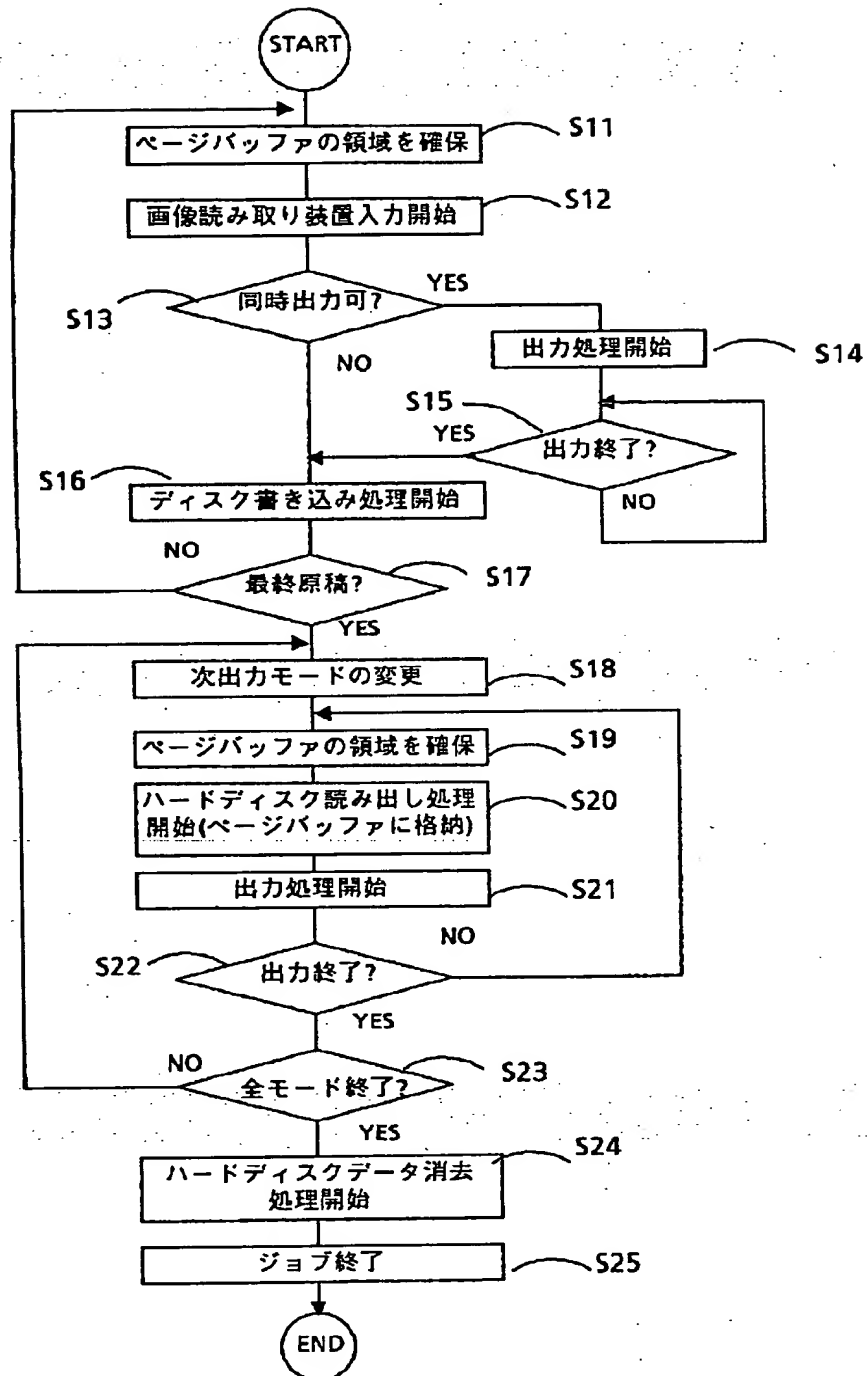 START
ページバッファの領域を確保
S11
画像読み取り装置入力開始
S12
同時出力可?
YES
S13
NO
出力処理開始
S14
S15
YES
出力終了?
NO
S16
ディスク書き込み処理開始
NO
最終原稿?
S17
YES
次出力モードの変更
S18
ページバッファの領域を確保
S19
ハードディスク読み出し処理
開始(ページバッファに格納)
S20
出力処理開始
S21
NO
S22
出力終了?
YES
NO
全モード終了?
S23
YES
S24
ハードディスクデータ消去
処理開始
ジョブ終了
S25
END